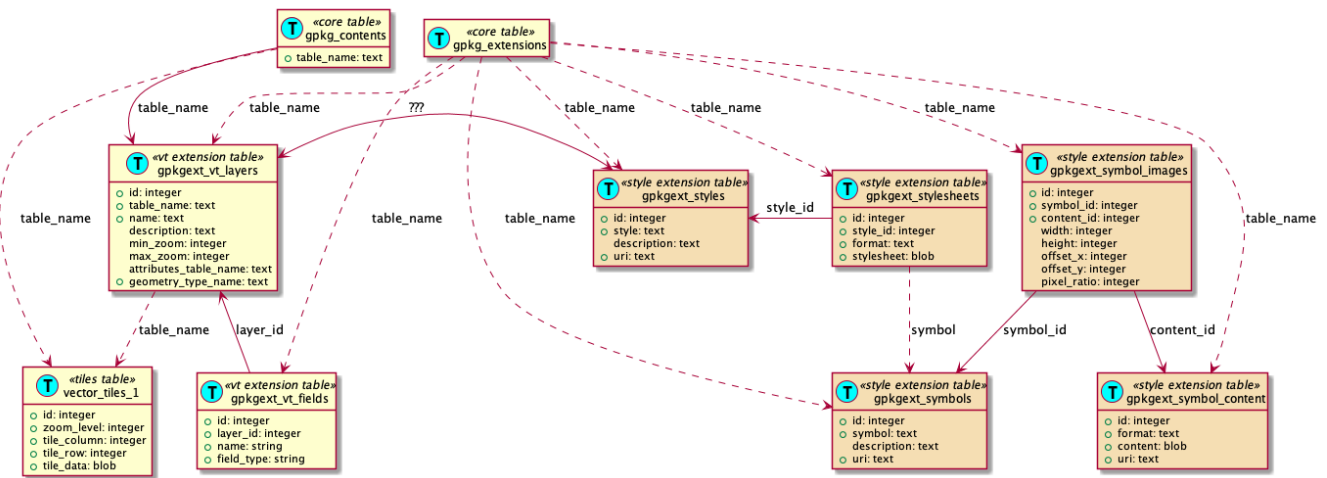 T «core table»
gpkg_contents
table_name: text
T «core table»
gpkg_extensions
table_name
table_name
???
table_name
table_name
table_name
T «vt extension table»
gpkgext_vt_layers
id: integer
table_name: text
name: text
description: text
min_zoom: integer
max_zoom: integer
attributes_table_name: text
geometry_type_name: text
T «style extension table»
gpkgext_styles
id: integer
style: text
description: text
uri: text
style_id
T «style extension table»
gpkgext_stylesheets
id: integer
style_id: integer
format: text
stylesheet: blob
T «style extension table»
gpkgext_symbol_images
id: integer
symbol_id: integer
content_id: integer
width: integer
height: integer
offset_x: integer
offset_y: integer
pixel_ratio: integer
table_name
table_name
table_name
table_name
table_name
layer_id
symbol
symbol_id
content_id
T «tiles table»
vector_tiles_1
id: integer
zoom_level: integer
tile_column: integer
tile_row: integer
tile_data: blob
T «vt extension table»
gpkgext_vt_fields
id: integer
layer_id: integer
name: string
field_type: string
T «style extension table»
gpkgext_symbols
id: integer
symbol: text
description: text
uri: text
T «style extension table»
gpkgext_symbol_content
id: integer
format: text
content: blob
uri: text